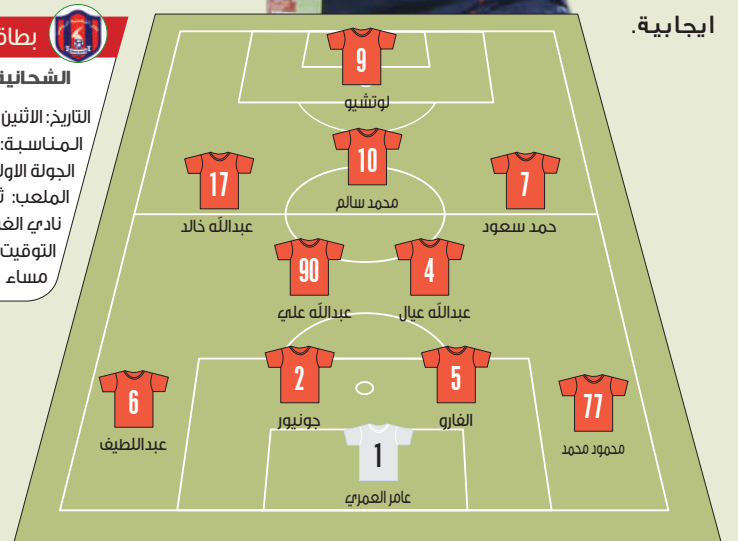 ايجابية.
بطاق
الشحانية
التاريخ: الاثنين
المناسبة:
الجولة الاول
الملعب:
نادي الغ
التوقيت
مساء
9
لوتشيو
10
محمد سالم
17
عبدالله خالد
7
حمد سعود
90
عبدالله علي
4
عبدالله عيال
2
جونيور
5
الفارو
6
عبداللطيف
77
محمود محمد
1
عامر العمري